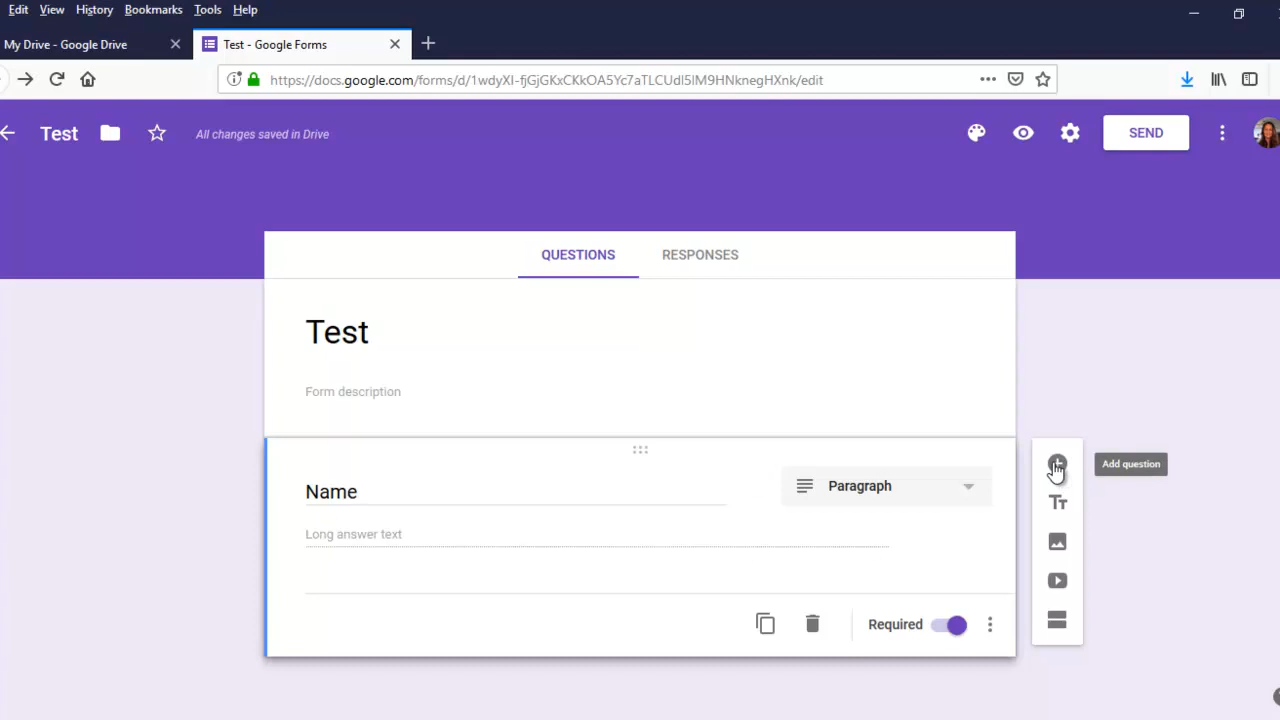 Edit View History Bookmarks Tools Help
My Drive - Google Drive
Test - Google Forms
https://docs.google.com/forms/d/1wdyXI-fjGjGKxCKkOA5Yc7aTLCUdl5lM9HNknegHXnk/edit
Test
All changes saved in Drive
SEND
QUESTIONS RESPONSES
Test
Form description
Name
Paragraph
Add question
Long answer text
Required